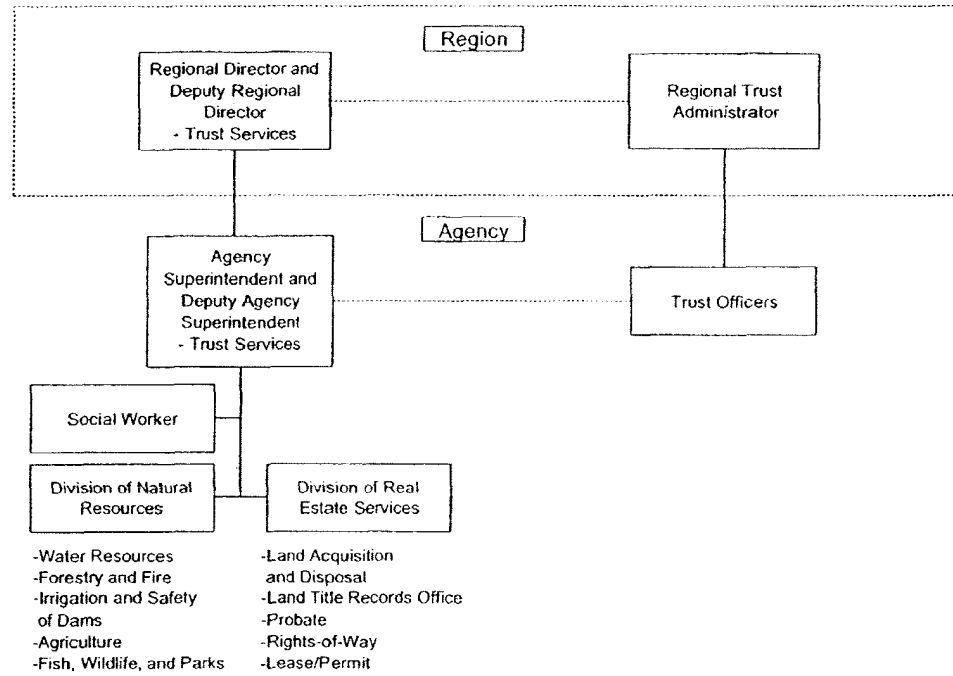 Region
Regional Director and
Deputy Regional
Director
- Trust Services
Regional Trust
Administrator
Agency
Agency
Superintendent and
Deputy Agency
Superintendent
- Trust Services
Trust Officers
Social Worker
Division of Natural
Resources
Division of Real
Estate Services
-Water Resources
-Forestry and Fire
-Irrigation and Safety
of Dams
-Agriculture
-Fish, Wildlife, and Parks
-Land Acquisition
and Disposal
-Land Title Records Office
-Probate
-Rights-of-Way
-Lease/Permit